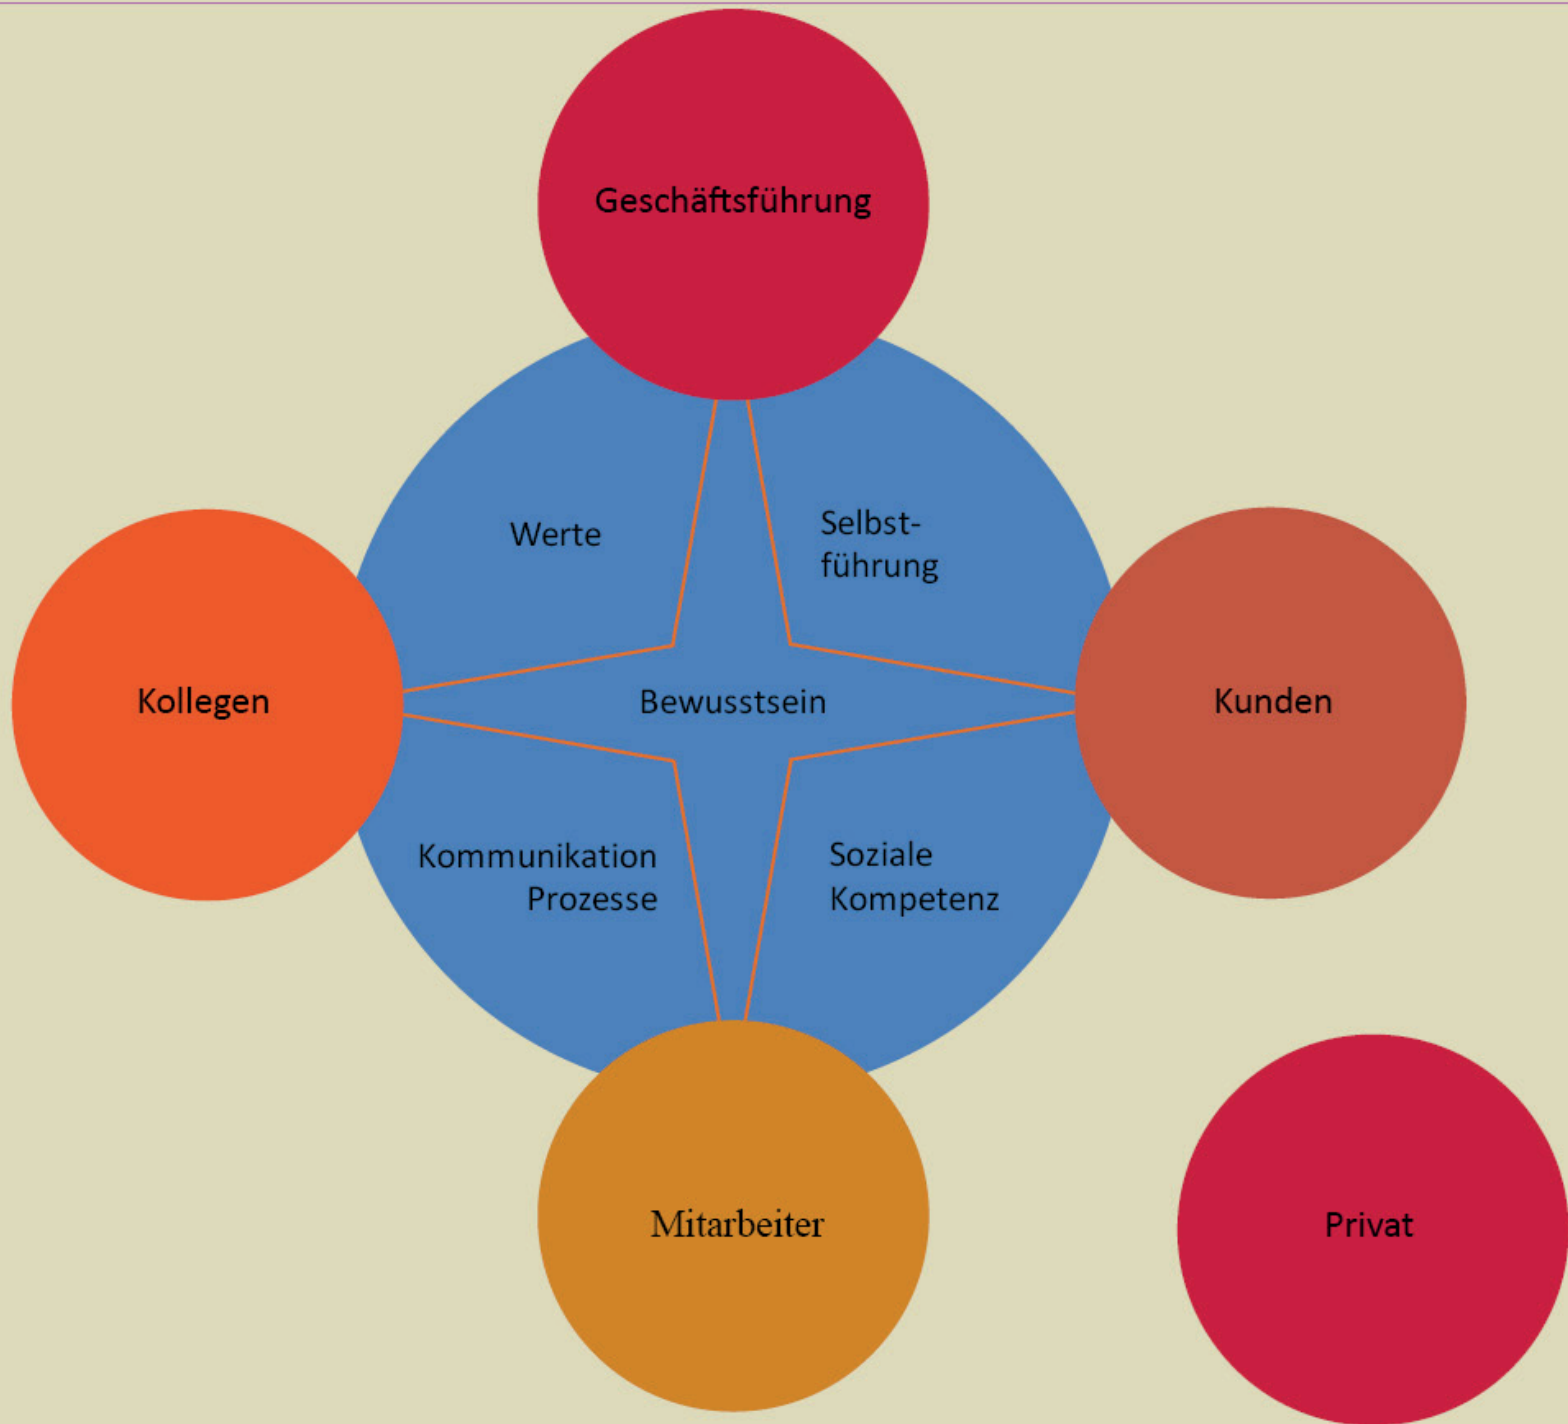 Geschäftsführung
Werte
Selbst-
führung
Kollegen
Bewusstsein
Kunden
Kommunikation
Prozesse
Soziale
Kompetenz
Mitarbeiter
Privat